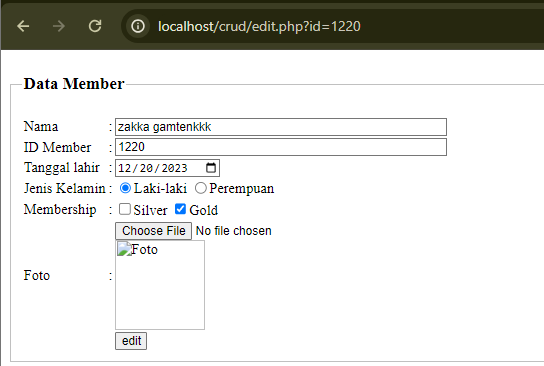 localhost/crud/edit.php?id=1220
Data Member
Nama : zakka gamtenkkk
ID Member : 1220
Tanggal lahir : 12/20/2023
Jenis Kelamin : Laki-laki Perempuan
Membership : Silver Gold
Choose File No file chosen
Foto
Foto :
edit